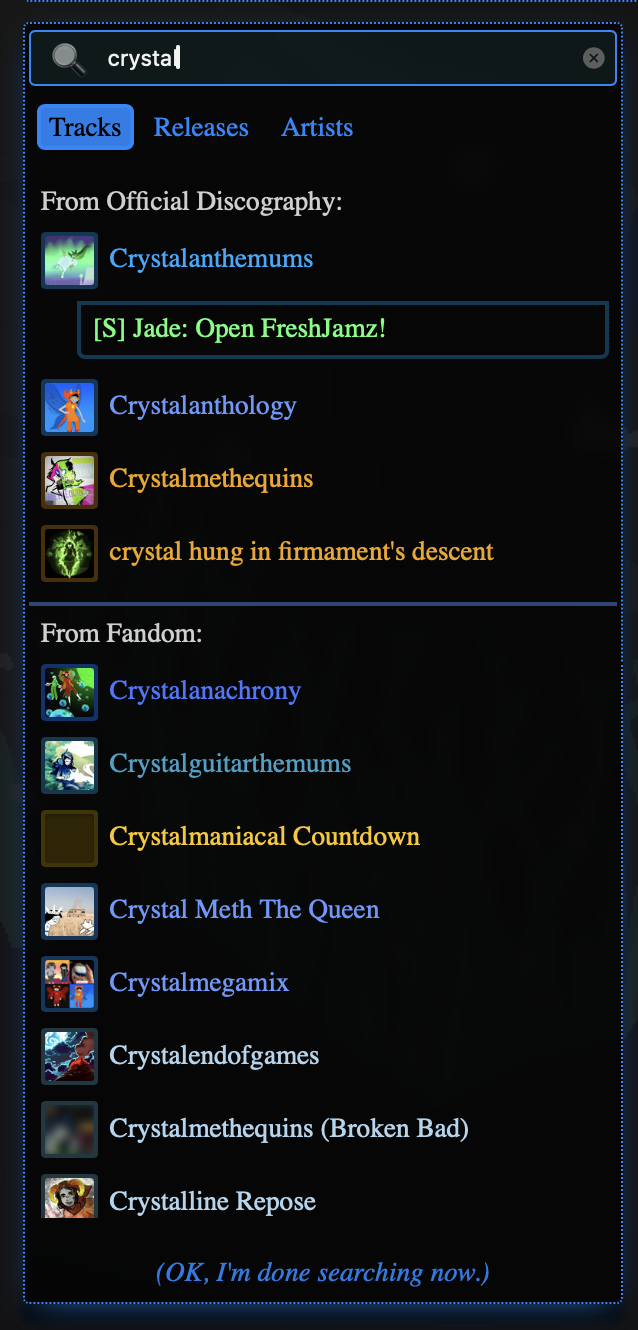 crystal
Tracks Releases Artists
From Official Discography:
Crystalanthemums
[S] Jade: Open FreshJamz!
Crystalanthology
Crystalmethequins
crystal hung in firmament's descent
From Fandom:
Crystalanachrony
Crystalguitarthemums
Crystalmaniacal Countdown
Crystal Meth The Queen
Crystalmegamix
Crystalendofgames
Crystalmethequins (Broken Bad)
Crystalline Repose
(OK, I'm done searching now.)